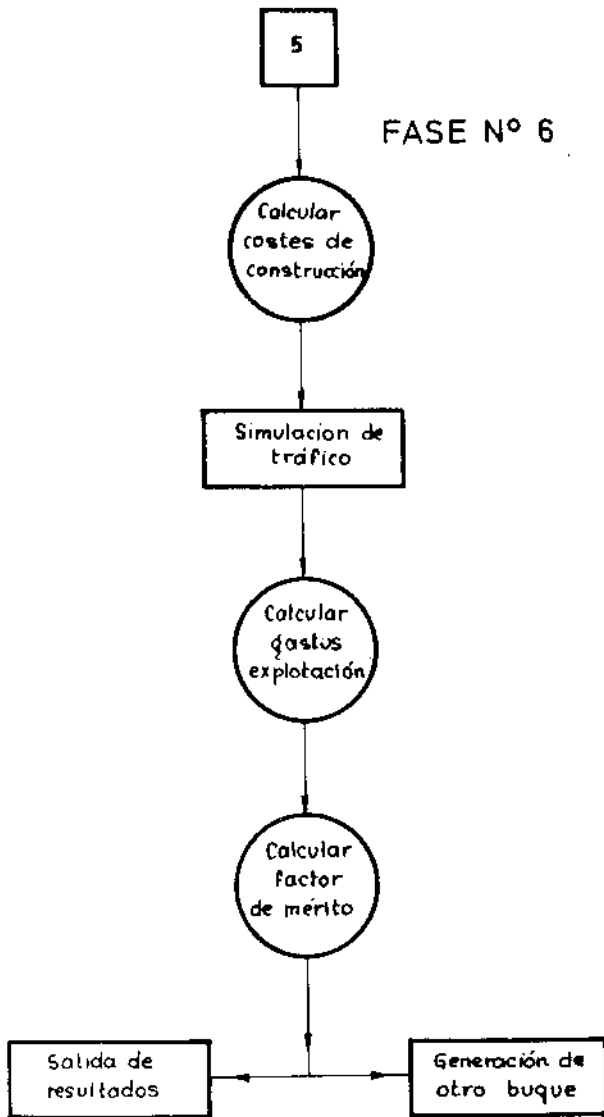 5
FASE Nº 6
Calcular
costes de
construcción
Simulacion de
tráfico
Calcular
gastus
explotación
Calcular
factor
de mérito
Salida de
resultados
Generación de
otro buque